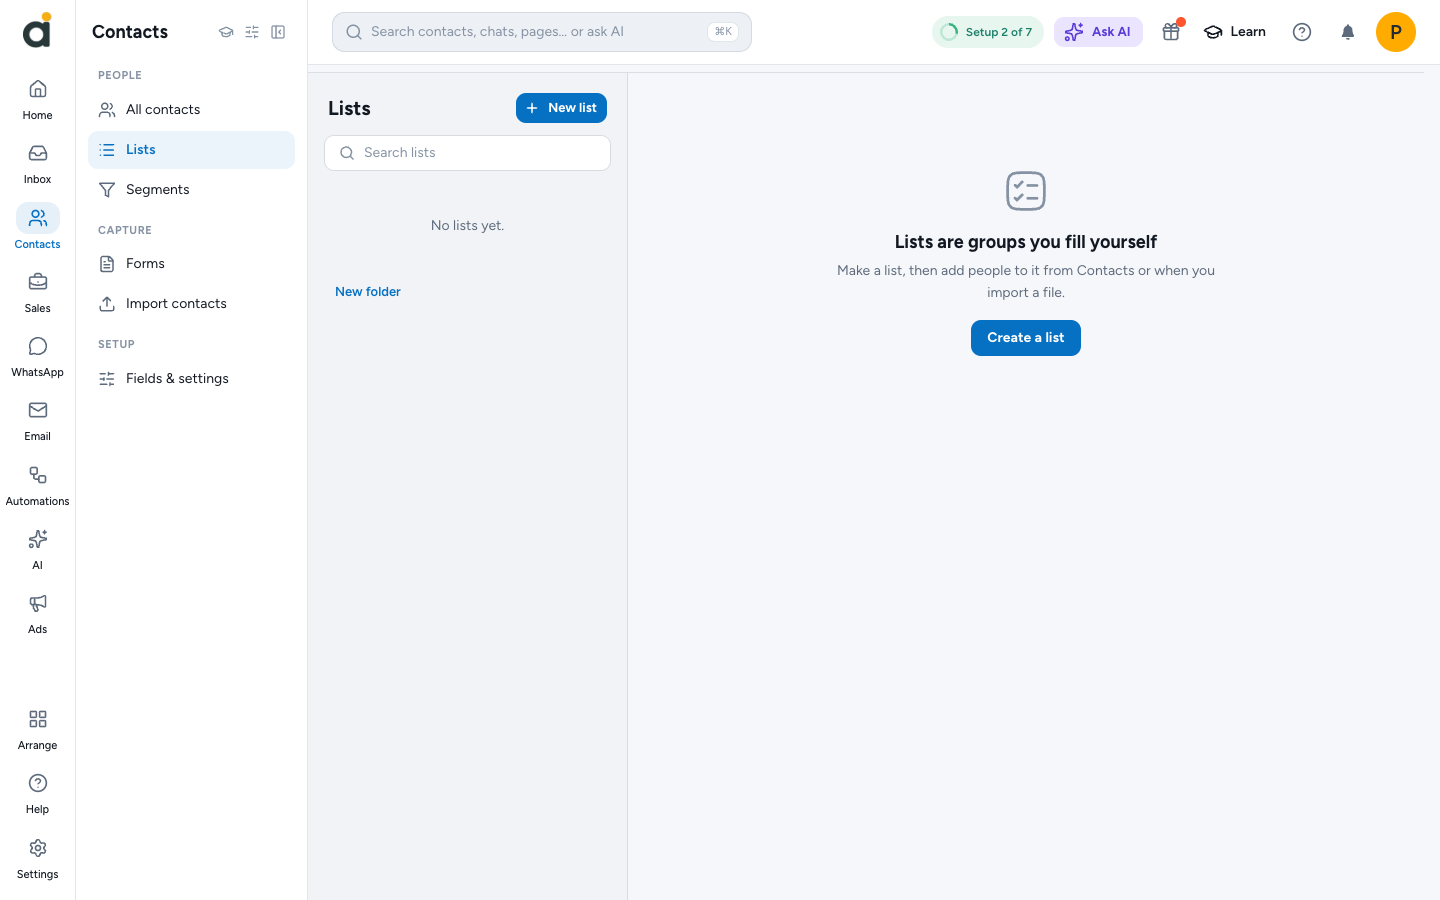 Home
Inbox
Contacts
Sales
WhatsApp
Email
Automations
AI
Ads
Arrange
Help
Settings
Contacts
PEOPLE
All contacts
Lists
Segments
CAPTURE
Forms
Import contacts
SETUP
Fields & settings
Search contacts, chats, pages... or ask AI
⌘K
Setup 2 of 7
Ask AI
Learn
P
Lists
New list
Search lists
No lists yet.
New folder
Lists are groups you fill yourself
Make a list, then add people to it from Contacts or when you
import a file.
Create a list